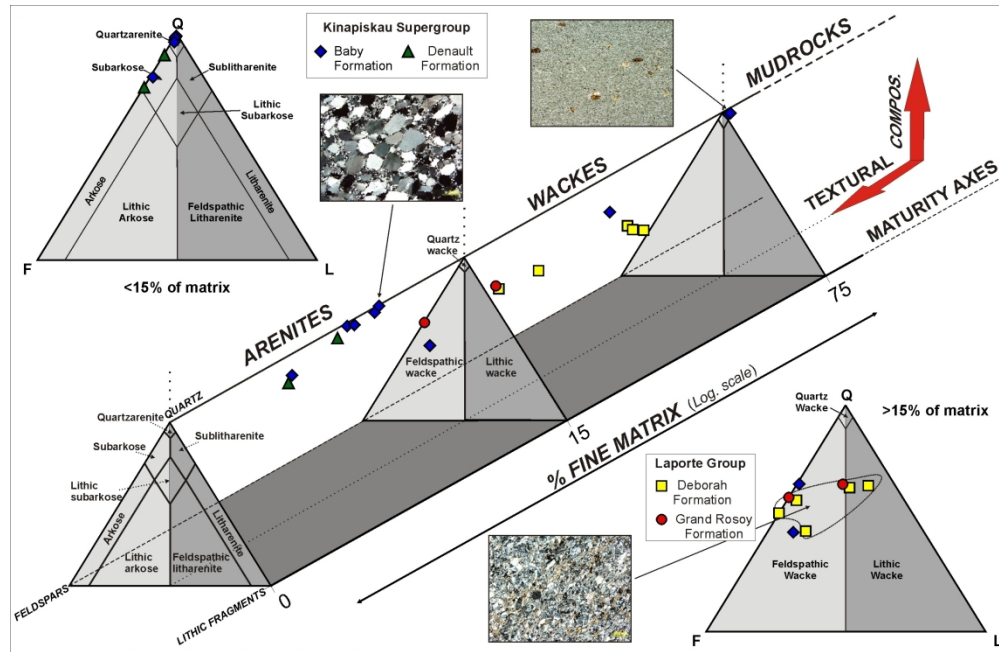 Q
Quartzarenite
Subarkose
Sublitharenite
Lithic
Subarkose
Arkose
Litharenite
Lithic
Arkose
Feldspathic
Litharenite
F
L
<15% of matrix
Kinapiskau Supergroup
Baby
Formation
Denault
Formation
MUDROCKS
COMPOS.
TEXTURAL
MATURITY AXES
WACKES
Quartz
wacke
ARENITES
Feldspathic
wacke
Lithic
wacke
75
15
% FINE MATRIX (Log. scale)
QUARTZ
Quartzarenite
Sublitharenite
Subarkose
Lithic
subarkose
Arkose
Litharenite
Lithic
arkose
Feldspathic
litharenite
FELDSPARS
LITHIC FRAGMENTS
0
Laporte Group
Deborah
Formation
Grand Rosoy
Formation
Q
Quartz
Wacke
>15% of matrix
Feldspathic
Wacke
Lithic
Wacke
F
L